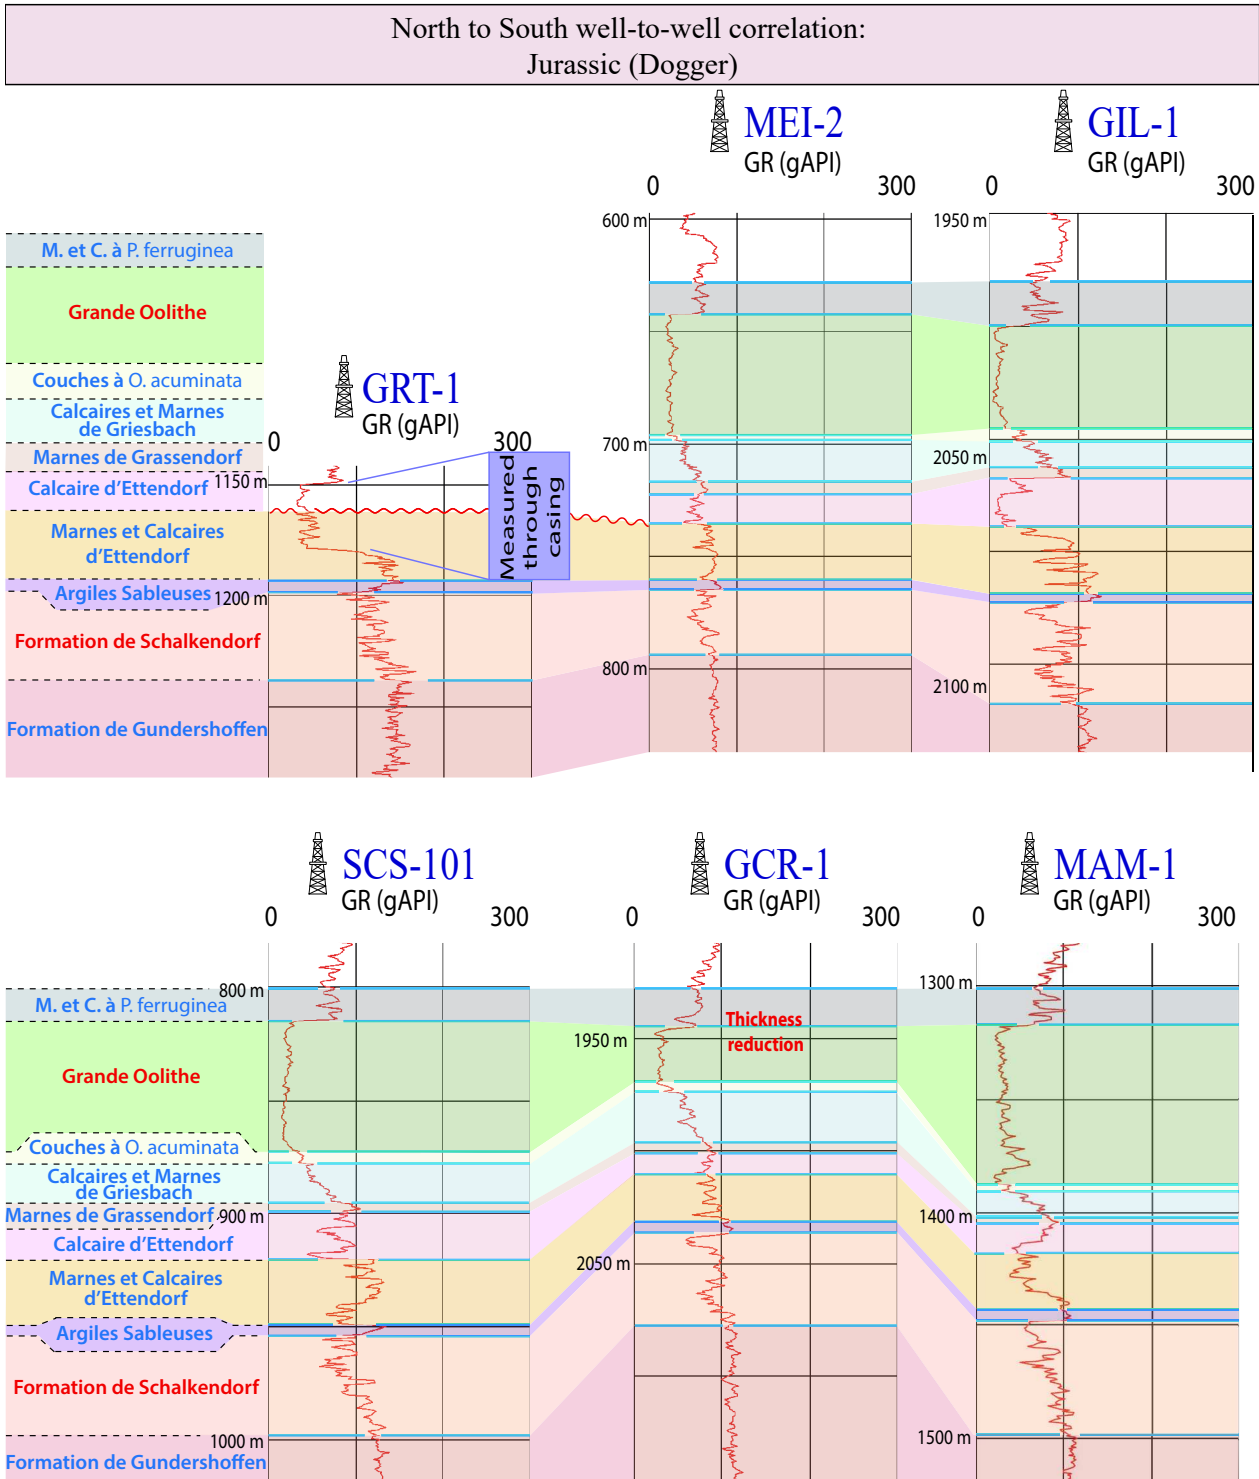 North to South well-to-well correlation:
Jurassic (Dogger)
MEI-2
GR (gAPI)
0 300
GIL-1
GR (gAPI)
0 300
600 m
700 m
800 m
1950 m
2050 m
2100 m
M. et C. à P. ferruginea
Grande Oolithe
Couches à O. acuminata
Calcaires et Marnes
de Griesbach
Marnes de Grassendorf
Calcaire d'Ettendorf
Marnes et Calcaires
d'Ettendorf
Argiles Sableuses
Formation de Schalkendorf
Formation de Gundershoffen
GRT-1
GR (gAPI)
0 300
1150 m
1200 m
Measured
through
casing
SCS-101
GR (gAPI)
0 300
GCR-1
GR (gAPI)
0 300
MAM-1
GR (gAPI)
0 300
M. et C. à P. ferruginea
Grande Oolithe
Couches à O. acuminata
Calcaires et Marnes
de Griesbach
Marnes de Grassendorf
Calcaire d'Ettendorf
Marnes et Calcaires
d'Ettendorf
Argiles Sableuses
Formation de Schalkendorf
Formation de Gundershoffen
800 m
900 m
1000 m
Thickness
reduction
1950 m
2050 m
1300 m
1400 m
1500 m